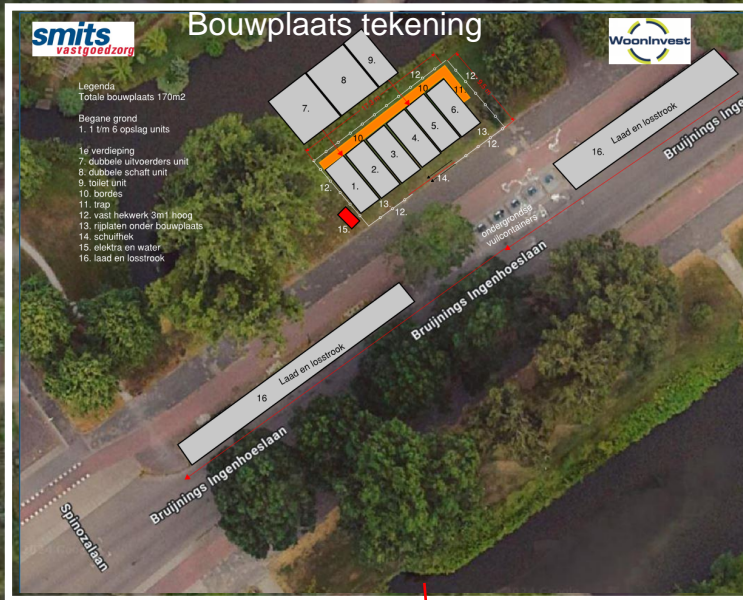 Bouwplaats tekening
smits
vastgoedzorg
WoonInvest
Legenda
Totale bouwplaats 170m2
Begane grond
1. 1 t/m 6 opslag units
1e verdieping
7. dubbele uitvoerders unit
8. dubbele schaft unit
9. toilet unit
10. bordes
11. trap
12. vast hekwerk 3m1 hoog
13. rijplaten onder bouwplaats
14. schuifhek
15. elektra en water
16. laad en losstrook
9.
8
7.
12.
12.
10.
11.
6.
5.
4.
3.
2.
1.
10.
12.
13.
13.
12.
12.
14.
15.
16. Laad en losstrook
Bruijnings Inge
ondergrondse
vuilcontainers
Bruijnings Ingenhoeslaan
16 Laad en losstrook
Bruijnings Ingenhoeslaan
Spinozalaan